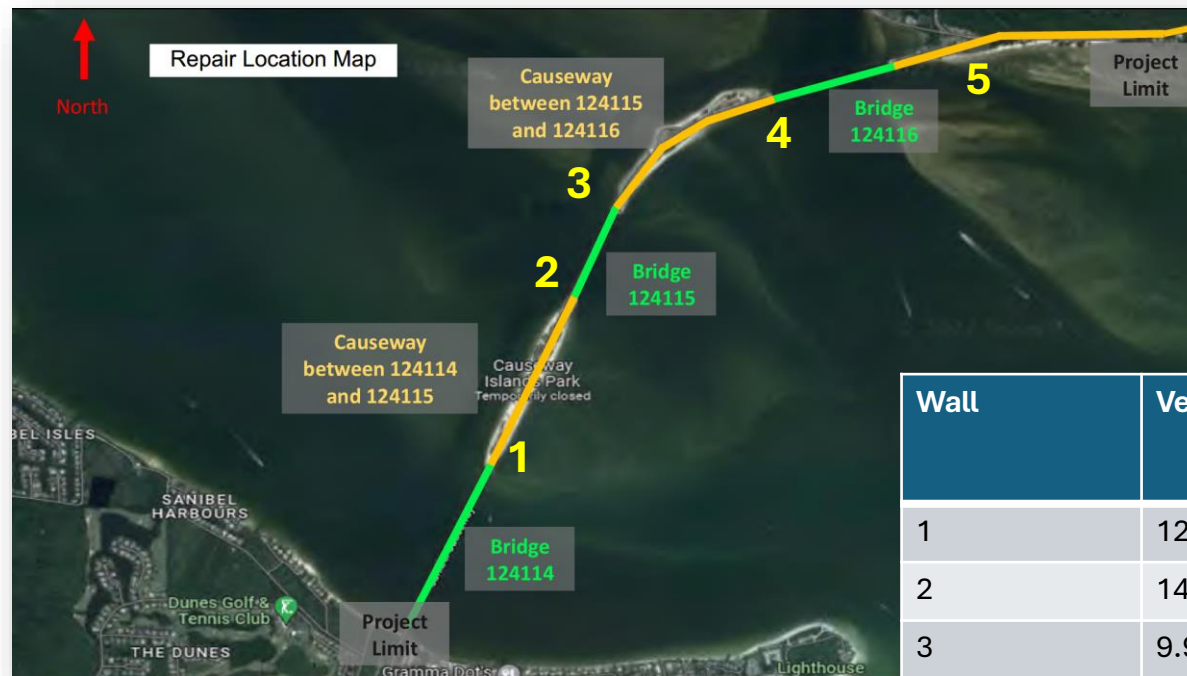 Repair Location Map
North
Causeway
between 124115
and 124116
5
Project
Limit
4
Bridge
124116
3
2
Bridge
124115
Causeway
between 124114
and 124115
Causeway
Islands Park
Temporarily closed
1
SANIBEL
HARBOURS
Bridge
124114
Dunes Golf &
Tennis Club
THE DUNES
Project
Limit
Gramma Dot's
Lighthouse
Wall
1
2
3